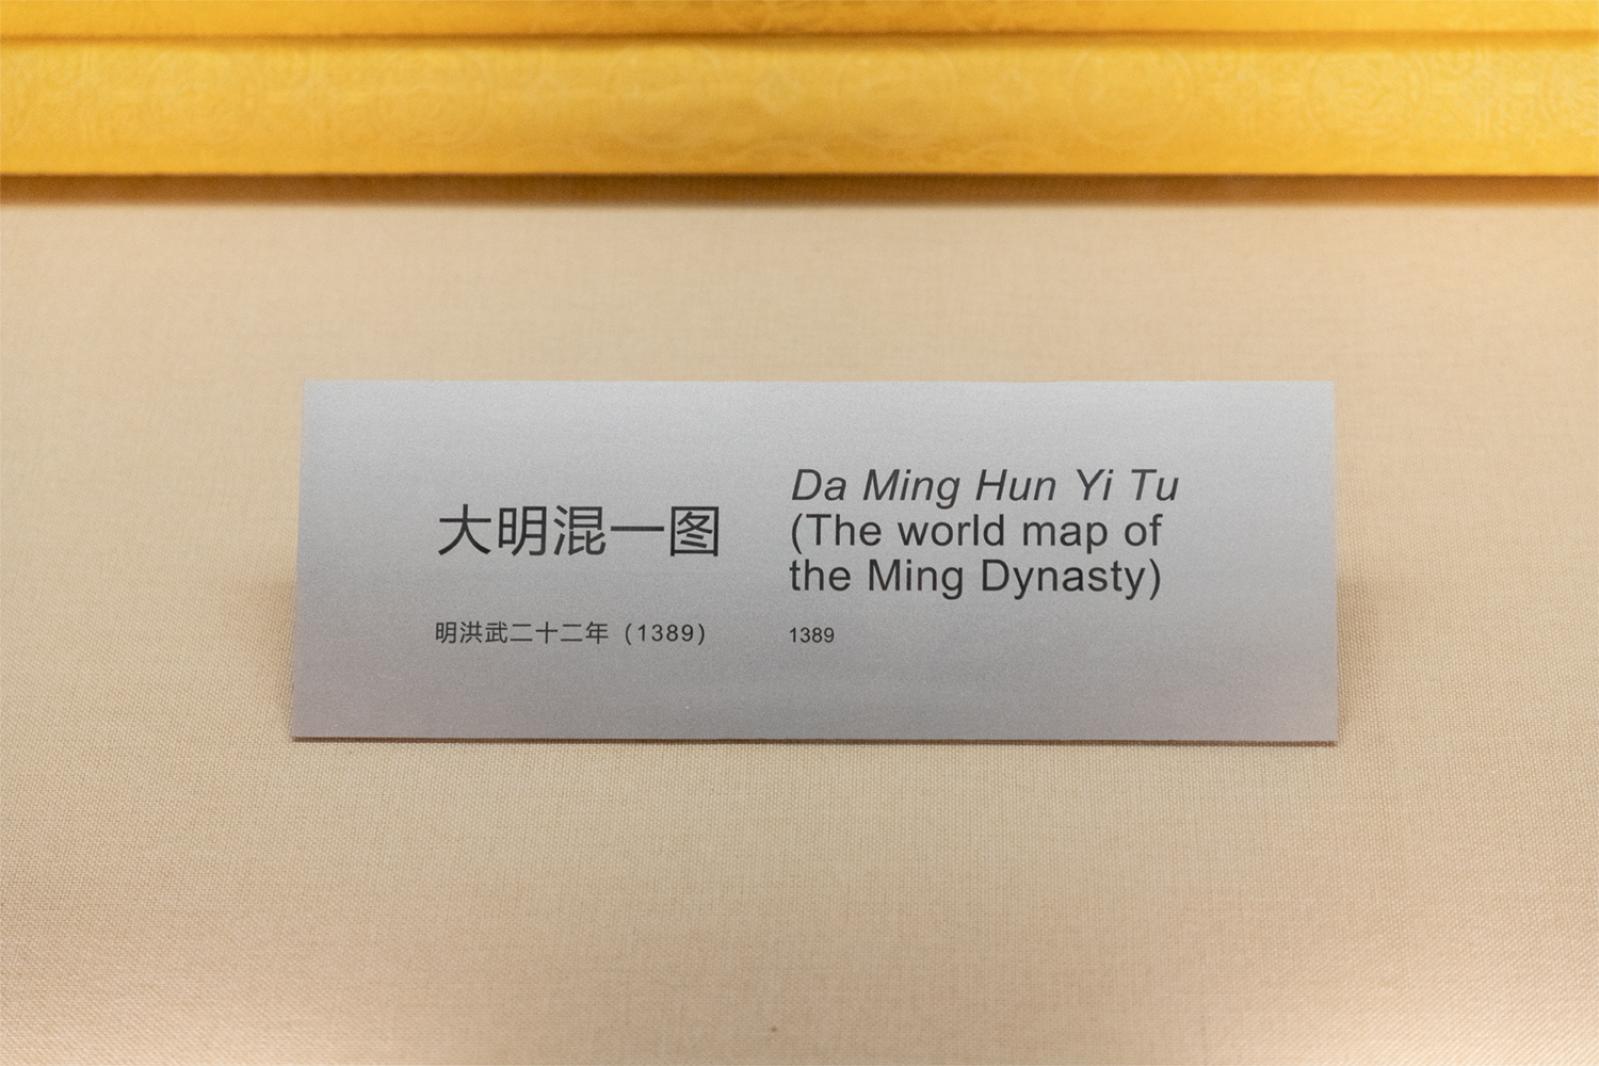 大明混一图
明洪武二十二年（1389）
Da Ming Hun Yi Tu
(The world map of
the Ming Dynasty)
1389